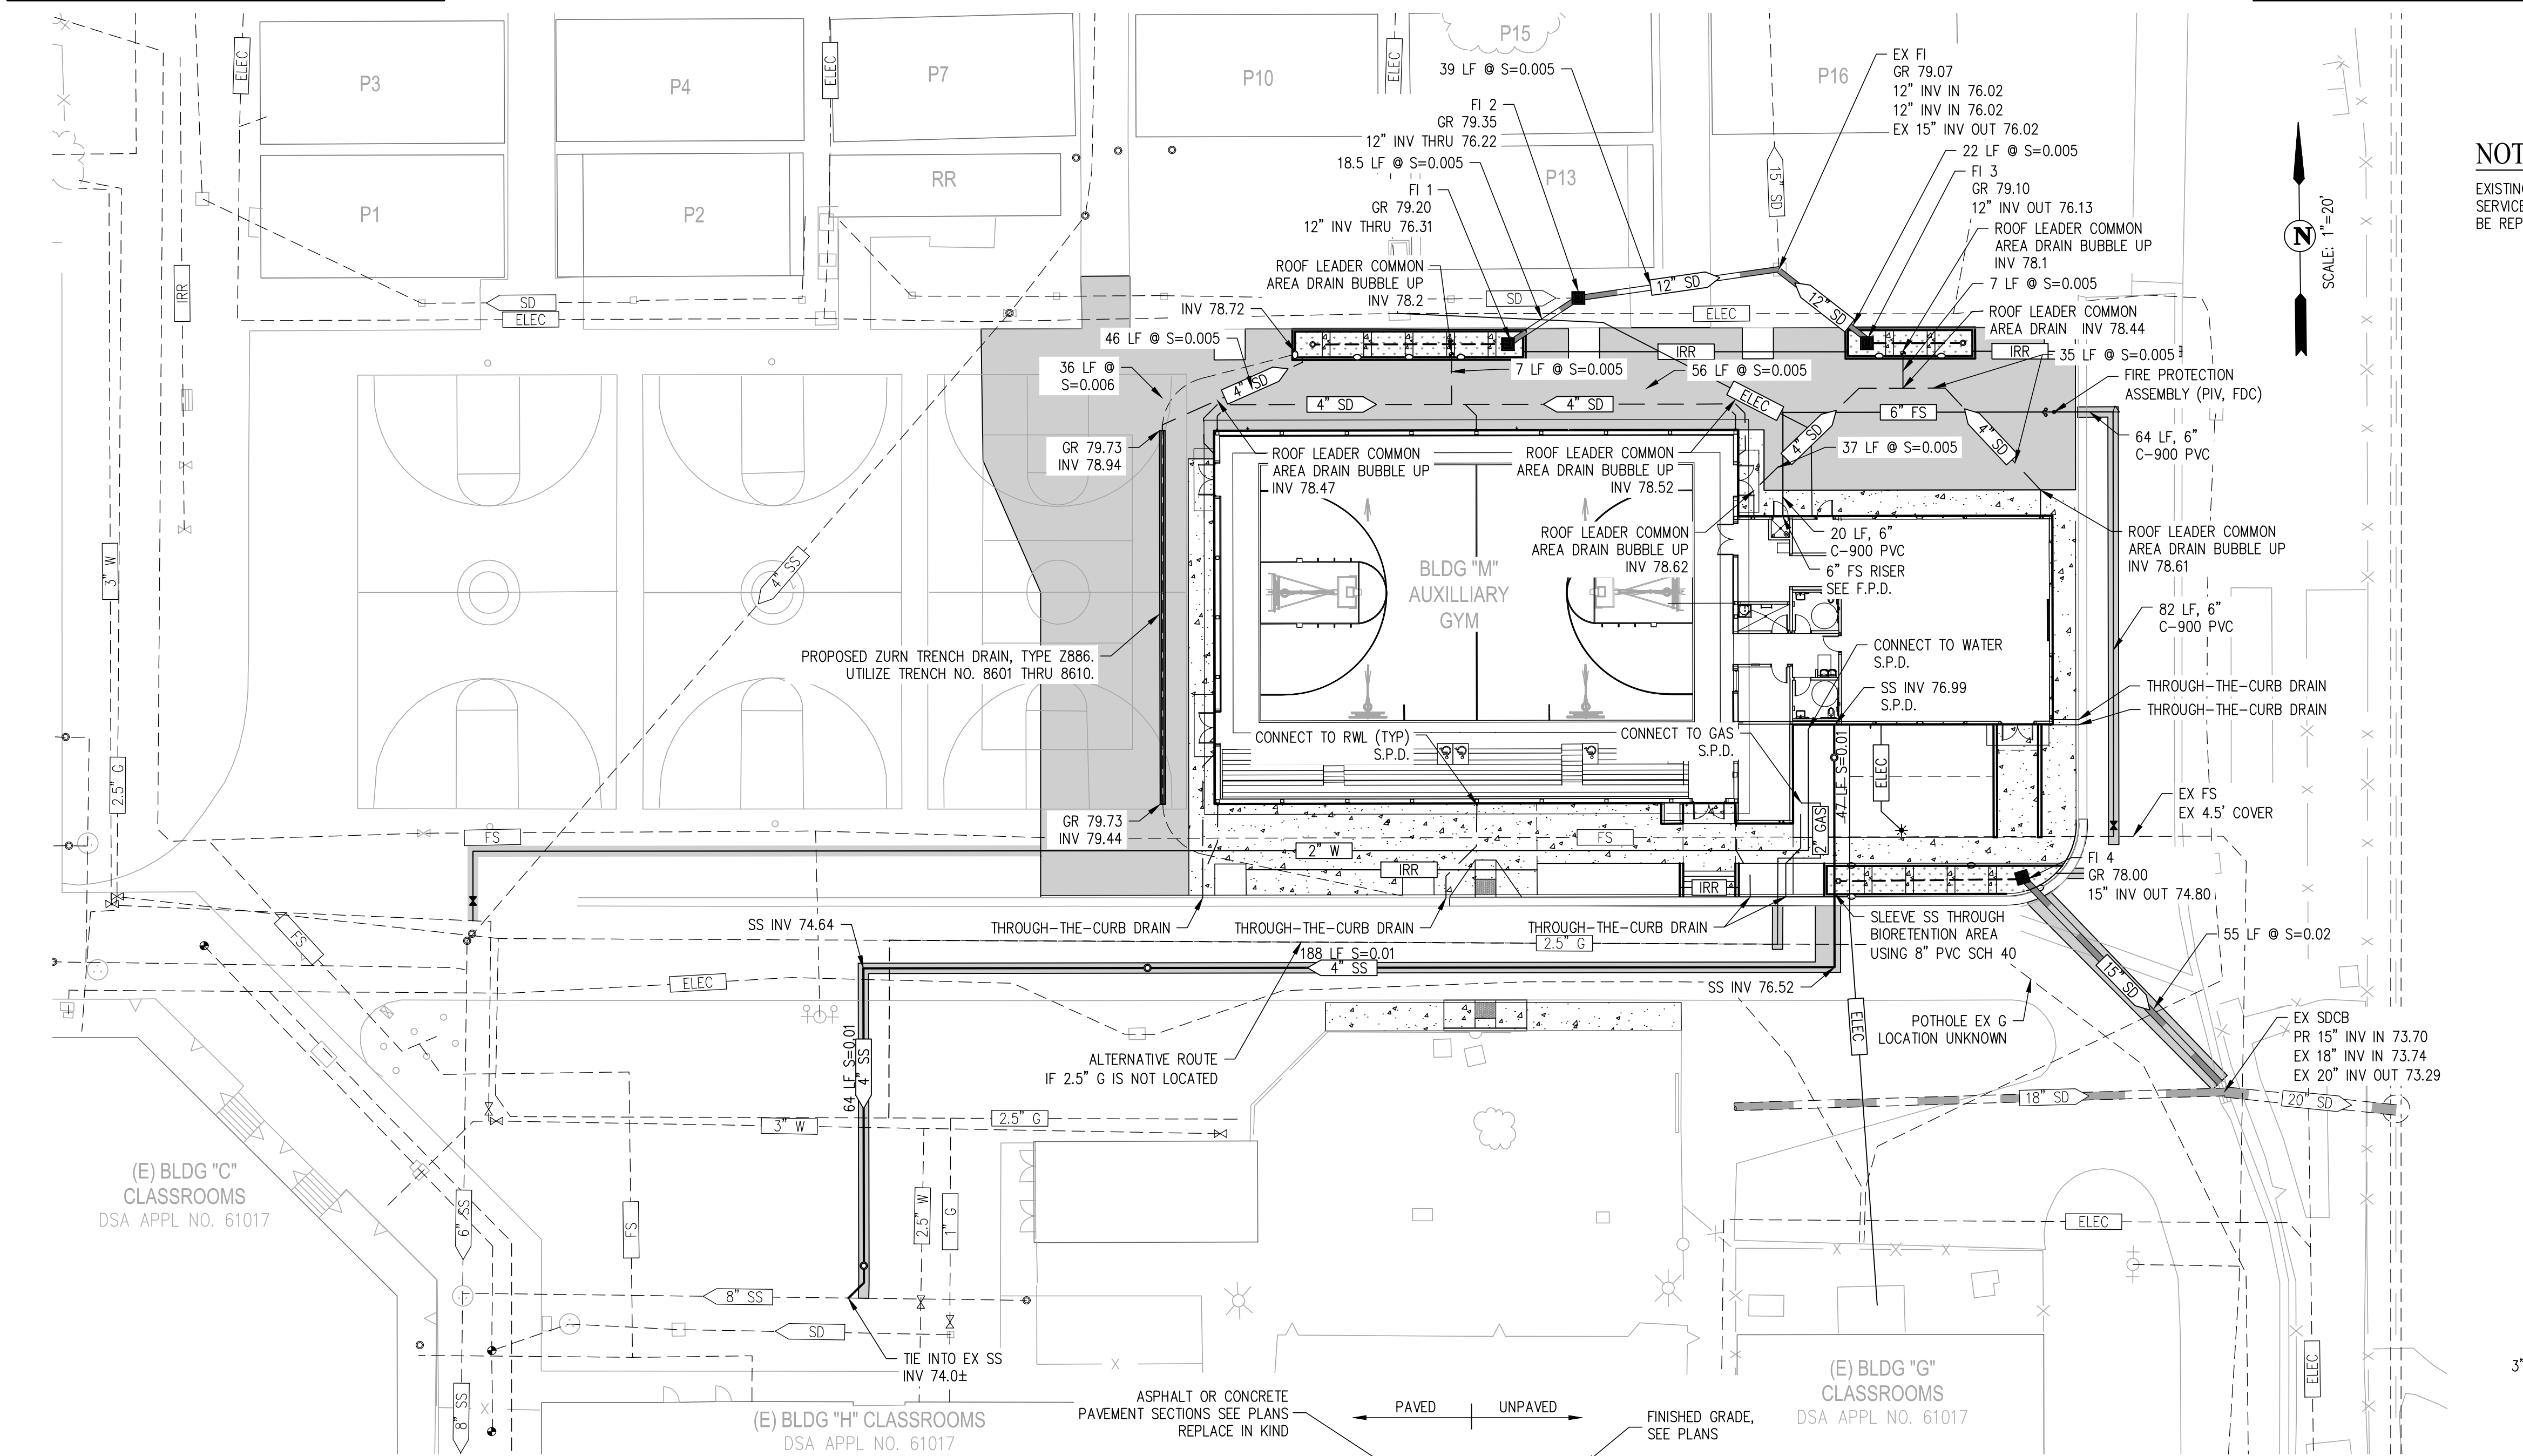 P3
P4
P7
P10
P15
P16
P1
P2
RR
P13
ELEC
ELEC
ELEC
39 LF @ S=0.005
EX FI
GR 79.07
12" INV IN 76.02
12" INV IN 76.02
EX 15" INV OUT 76.02
FI 2
GR 79.35
12" INV THRU 76.22
18.5 LF @ S=0.005
FI 1
GR 79.20
12" INV THRU 76.31
22 LF @ S=0.005
FI 3
GR 79.10
12" INV OUT 76.13
ROOF LEADER COMMON
AREA DRAIN BUBBLE UP
INV 78.1
7 LF @ S=0.005
ROOF LEADER COMMON
AREA DRAIN INV 78.44
35 LF @ S=0.005
FIRE PROTECTION
ASSEMBLY (PIV, FDC)
64 LF, 6"
C-900 PVC
N
SCALE: 1"=20'
NOT
EXISTING
SERVICE
BE REP
15" SD
IRR
SD
ELEC
SD
12" SD
12" SD
ELEC
ROOF LEADER COMMON
AREA DRAIN BUBBLE UP
INV 78.2
INV 78.72
46 LF @ S=0.005
36 LF @
S=0.006
4" SD
4" SD
4" SD
7 LF @ S=0.005
56 LF @ S=0.005
IRR
IRR
ELEC
6" FS
4" SD
4" SD
37 LF @ S=0.005
GR 79.73
INV 78.94
ROOF LEADER COMMON
AREA DRAIN BUBBLE UP
INV 78.47
ROOF LEADER COMMON
AREA DRAIN BUBBLE UP
INV 78.52
ROOF LEADER COMMON
AREA DRAIN BUBBLE UP
INV 78.62
20 LF, 6"
C-900 PVC
6" FS RISER
SEE F.P.D.
ROOF LEADER COMMON
AREA DRAIN BUBBLE UP
INV 78.61
82 LF, 6"
C-900 PVC
3" W
4" SS
BLDG "M"
AUXILLIARY
GYM
PROPOSED ZURN TRENCH DRAIN, TYPE Z886.
UTILIZE TRENCH NO. 8601 THRU 8610.
CONNECT TO WATER
S.P.D.
SS INV 76.99
S.P.D.
THROUGH-THE-CURB DRAIN
THROUGH-THE-CURB DRAIN
CONNECT TO RWL (TYP)
S.P.D.
CONNECT TO GAS
S.P.D.
47 LF S=0.01
ELEC
2" GAS
2.5" G
EX FS
EX 4.5' COVER
GR 79.73
INV 79.44
FS
2" W
FS
IRR
IRR
FI 4
GR 78.00
15" INV OUT 74.80
FS
SS INV 74.64
THROUGH-THE-CURB DRAIN
THROUGH-THE-CURB DRAIN
THROUGH-THE-CURB DRAIN
2.5" G
188 LF S=0.01
4" SS
SLEEVE SS THROUGH
BIORETENTION AREA
USING 8" PVC SCH 40
55 LF @ S=0.02
15" SD
ELEC
SS INV 76.52
ELEC
POTHOLE EX G
LOCATION UNKNOWN
EX SDCB
PR 15" INV IN 73.70
EX 18" INV IN 73.74
EX 20" INV OUT 73.29
ALTERNATIVE ROUTE
IF 2.5" G IS NOT LOCATED
64 LF S=0.01
4" SS
18" SD
20" SD
2.5" G
3" W
(E) BLDG "C"
CLASSROOMS
DSA APPL NO. 61017
6" SS
FS
2.5" W
1" G
ELEC
8" SS
SD
TIE INTO EX SS
INV 74.0±
8" SS
(E) BLDG "H" CLASSROOMS
DSA APPL NO. 61017
ASPHALT OR CONCRETE
PAVEMENT SECTIONS SEE PLANS
REPLACE IN KIND
PAVED
UNPAVED
FINISHED GRADE,
SEE PLANS
(E) BLDG "G"
CLASSROOMS
DSA APPL NO. 61017
ELEC
3"